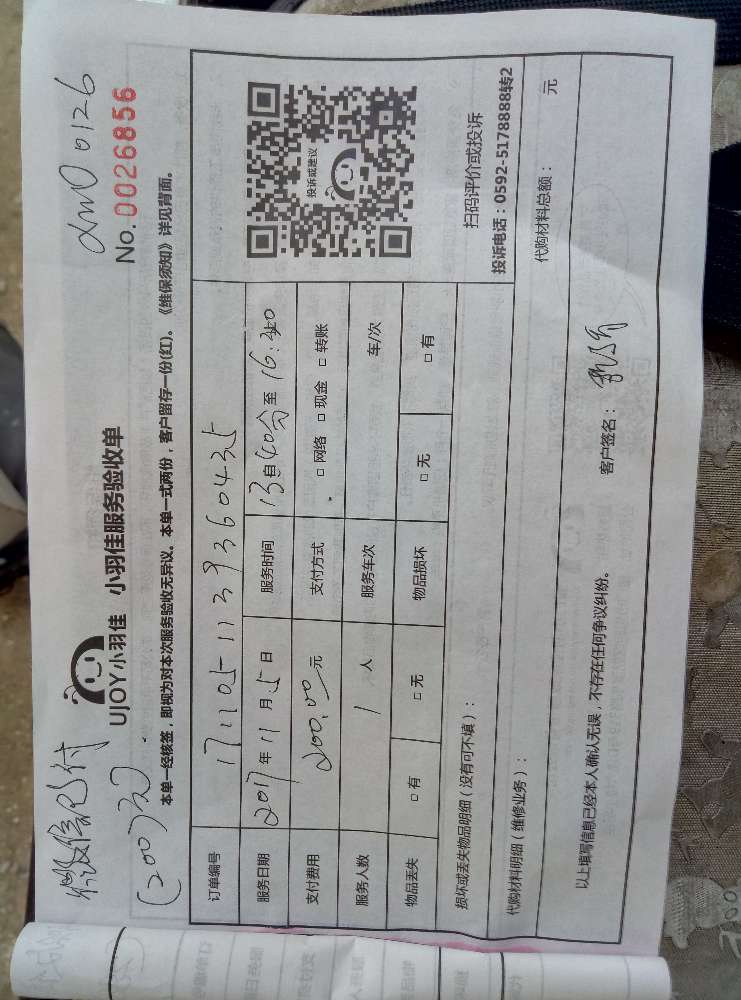 微信已付
(200元)
UJOY小羽佳 小羽佳服务验收单
No.0026856
本单一经核签,即视为对本次服务验收无异议。本单一式两份,客户留存一份(红)。《维保须知》详见背面。
订单编号 1711051139360435
服务日期 2017年11月5日 服务时间 13自40分至16:40
支付费用 200.00元 支付方式 □网络 □现金 □转账
服务人数 1人 服务车次 车/次
物品丢失 □有 □无 物品损坏 □无 □有
投诉或建议
扫码评价或投诉
投诉电话:0592-5178888转2
损坏或丢失物品明细(没有可不填):
代购材料明细(维修业务): 代购材料总额: 元
以上填写信息已经本人确认无误,不存在任何争议纠纷。 客户签名: